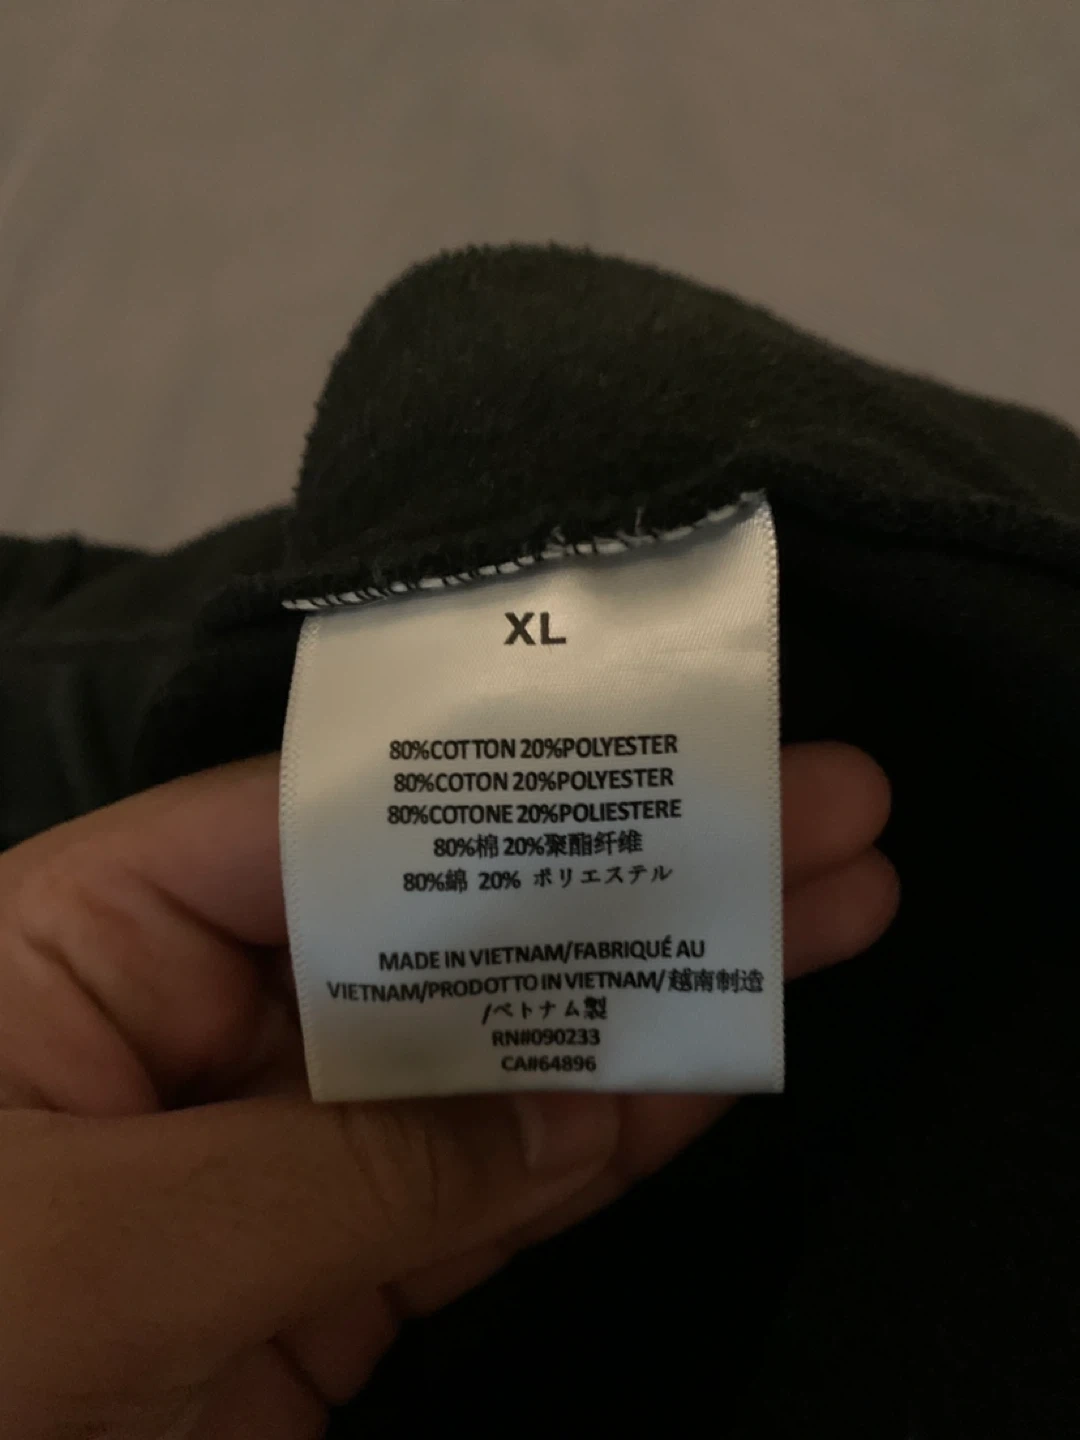 XL
80%COTTON 20%POLYESTER
80%COTON 20%POLYESTER
80%COTONE 20%POLIESTERE
80%棉 20%聚酯纤维
80%綿 20% ポリエステル
MADE IN VIETNAM/FABRIQUÉ AU
VIETNAM/PRODOTTO IN VIETNAM/越南制造
/ベトナム製
RN#090233
CA#64896